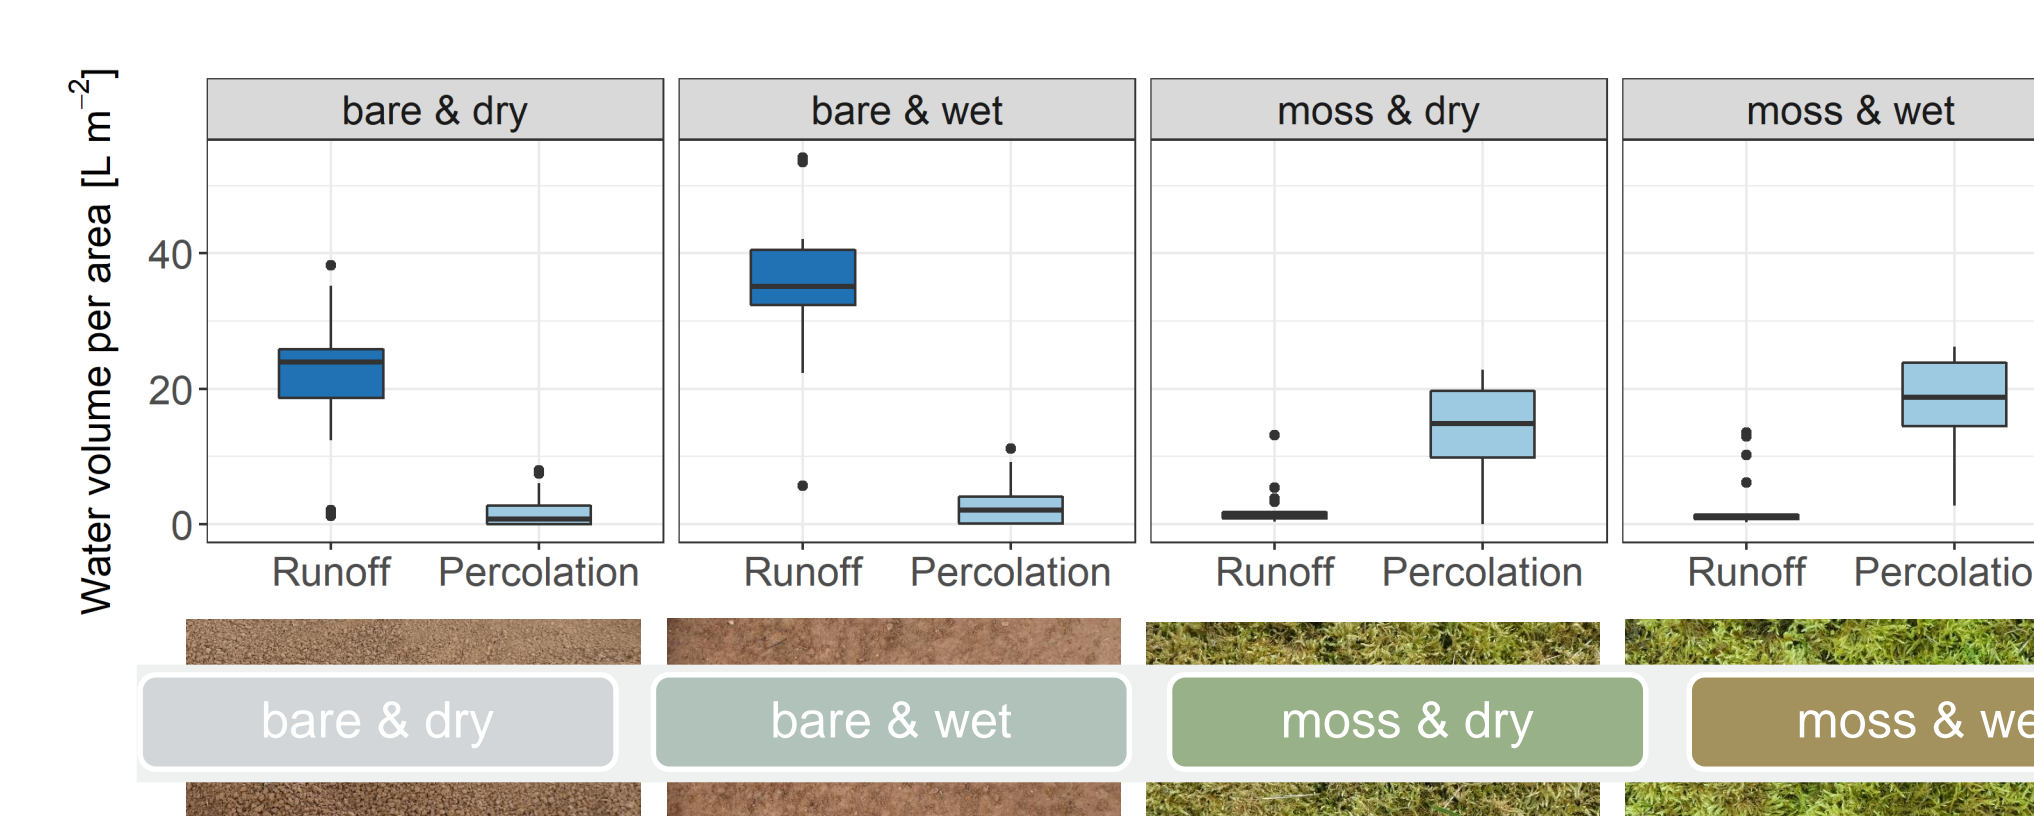 Water volume per area [L m⁻²]
bare & dry
bare & wet
moss & dry
moss & wet
40
20
0
Runoff Percolation
Runoff Percolation
Runoff Percolation
Runoff Percolatio
bare & dry
bare & wet
moss & dry
moss & we